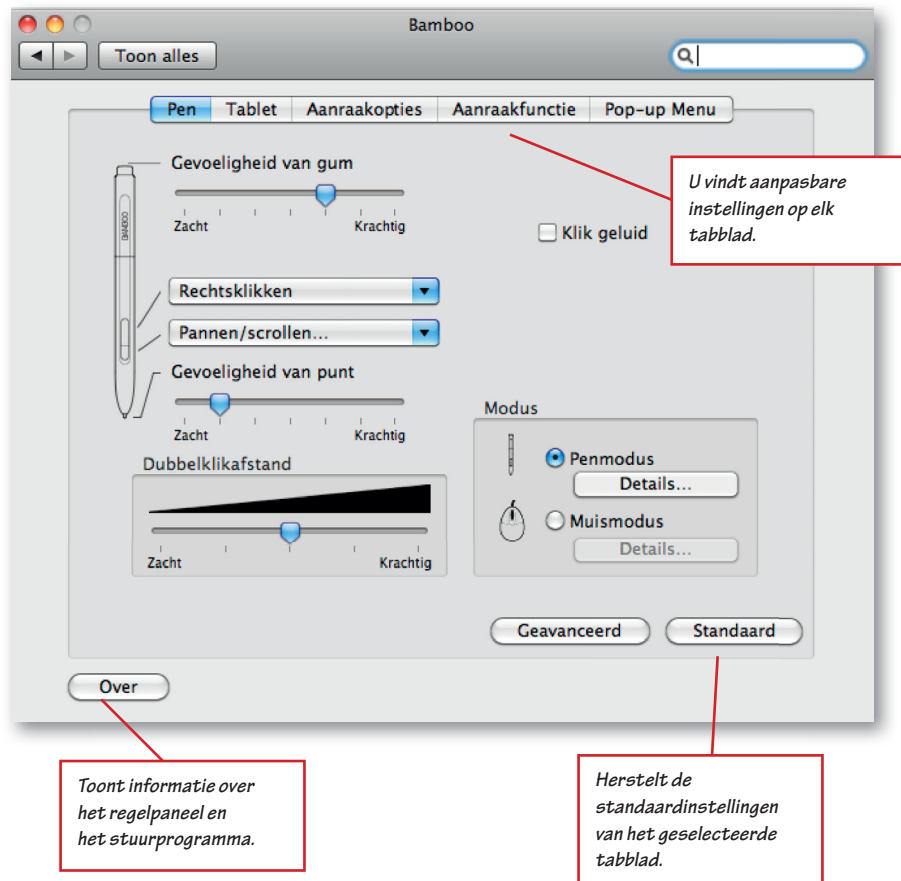 Bamboo
Toon alles
Pen Tablet Aanraakopties Aanraakfunctie Pop-up Menu
Gevoeligheid van gum
Zacht Krachtig
BAMBOO
Klik geluid
U vindt aanpasbare
instellingen op elk
tabblad.
Rechtsklikken
Pannen/scrollen...
Gevoeligheid van punt
Zacht Krachtig
Dubbelklikafstand
Zacht Krachtig
Modus
Penmodus
Details...
Muismodus
Details...
Geavanceerd Standaard
Over
Toont informatie over
het regelpaneel en
het stuurprogramma.
Herstelt de
standaardinstellingen
van het geselecteerde
tabblad.